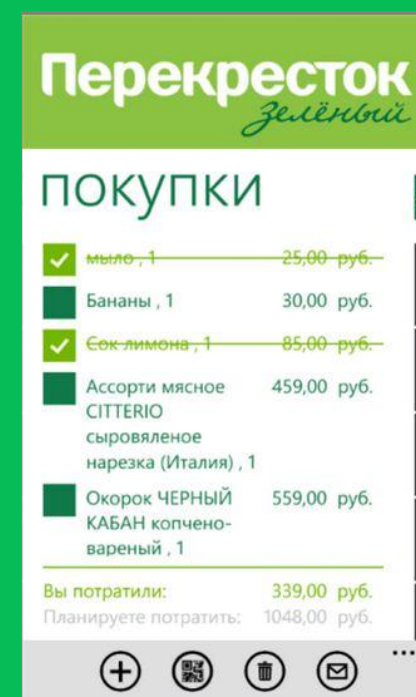 Перекресток
зелёный
покупки
мыло , 1 25,00 руб.
Бананы , 1 30,00 руб.
Сок лимона , 1 85,00 руб.
Ассорти мясное 459,00 руб.
CITTERIO
сыровяленое
нарезка (Италия) , 1
Окорок ЧЕРНЫЙ 559,00 руб.
КАБАН копчено-
вареный , 1
Вы потратили: 339,00 руб.
Планируете потратить: 1048,00 руб.